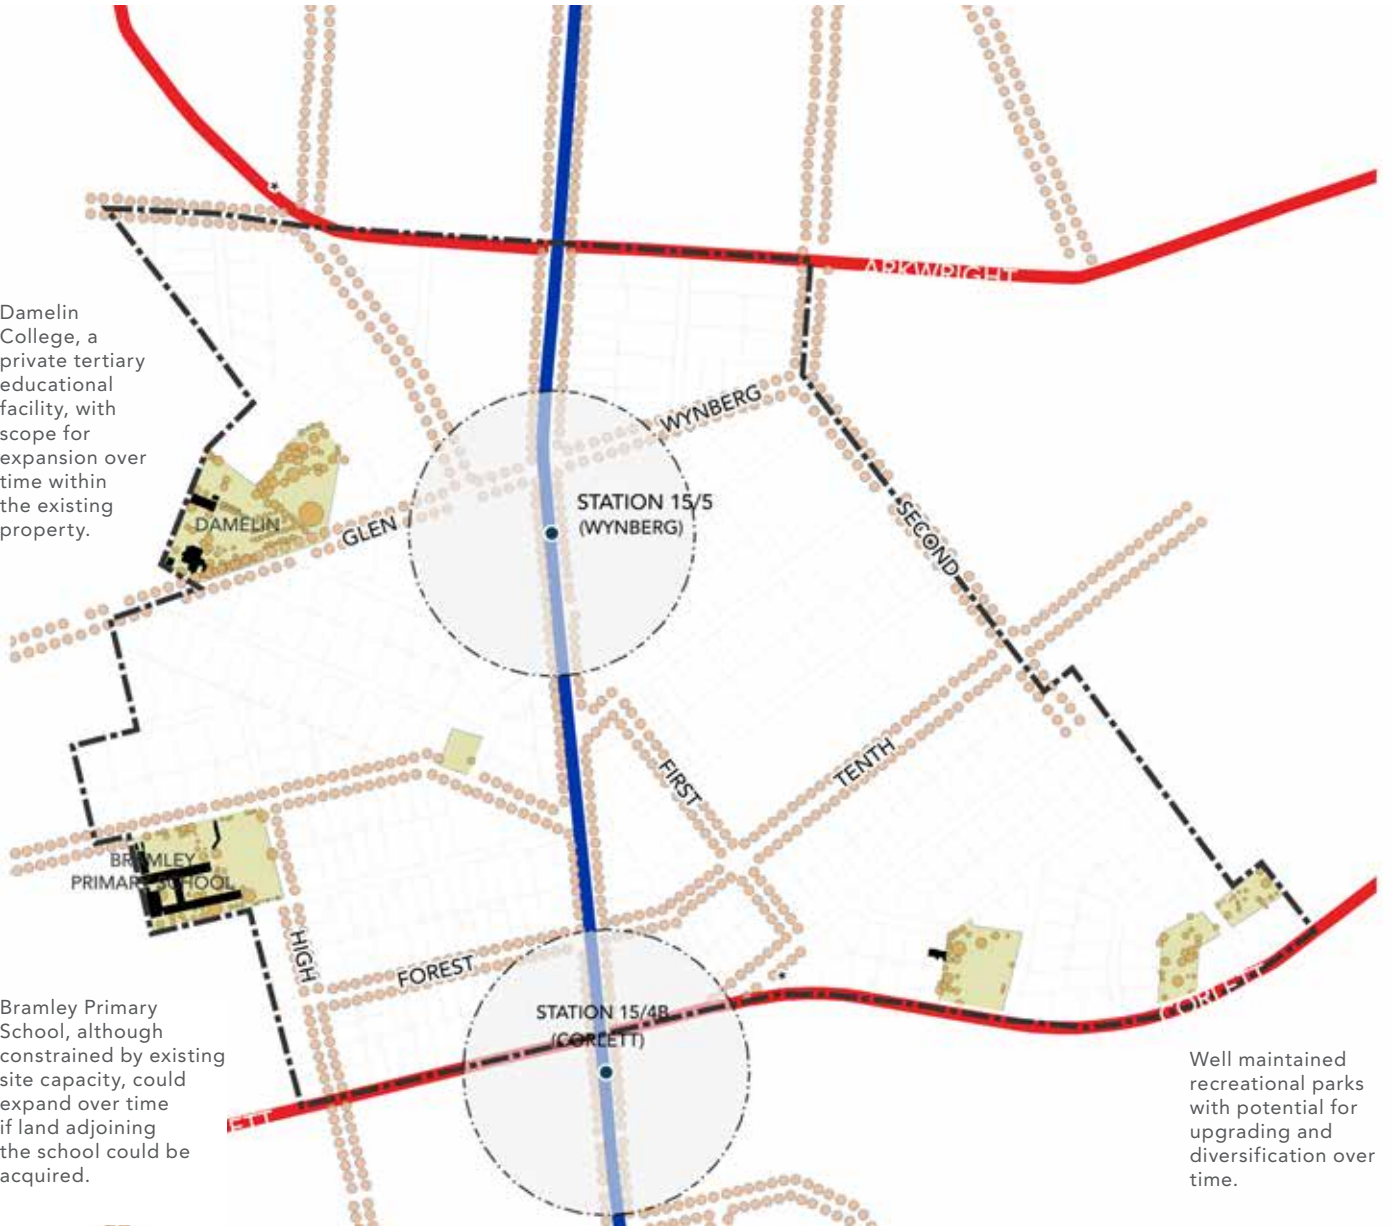 ARKWRIGHT
Damelin
College, a
private tertiary
educational
facility, with
scope for
expansion over
time within
the existing
property.
WYNBERG
STATION 15/5
(WYNBERG)
DAMELIN
GLEN
SECOND
FIRST
TENTH
BRAMLEY
PRIMARY SCHOOL
HIGH
FOREST
STATION 15/4B
(CORLETT)
CORLETT
Bramley Primary
School, although
constrained by existing
site capacity, could
expand over time
if land adjoining
the school could be
acquired.
ETT
Well maintained
recreational parks
with potential for
upgrading and
diversification over
time.